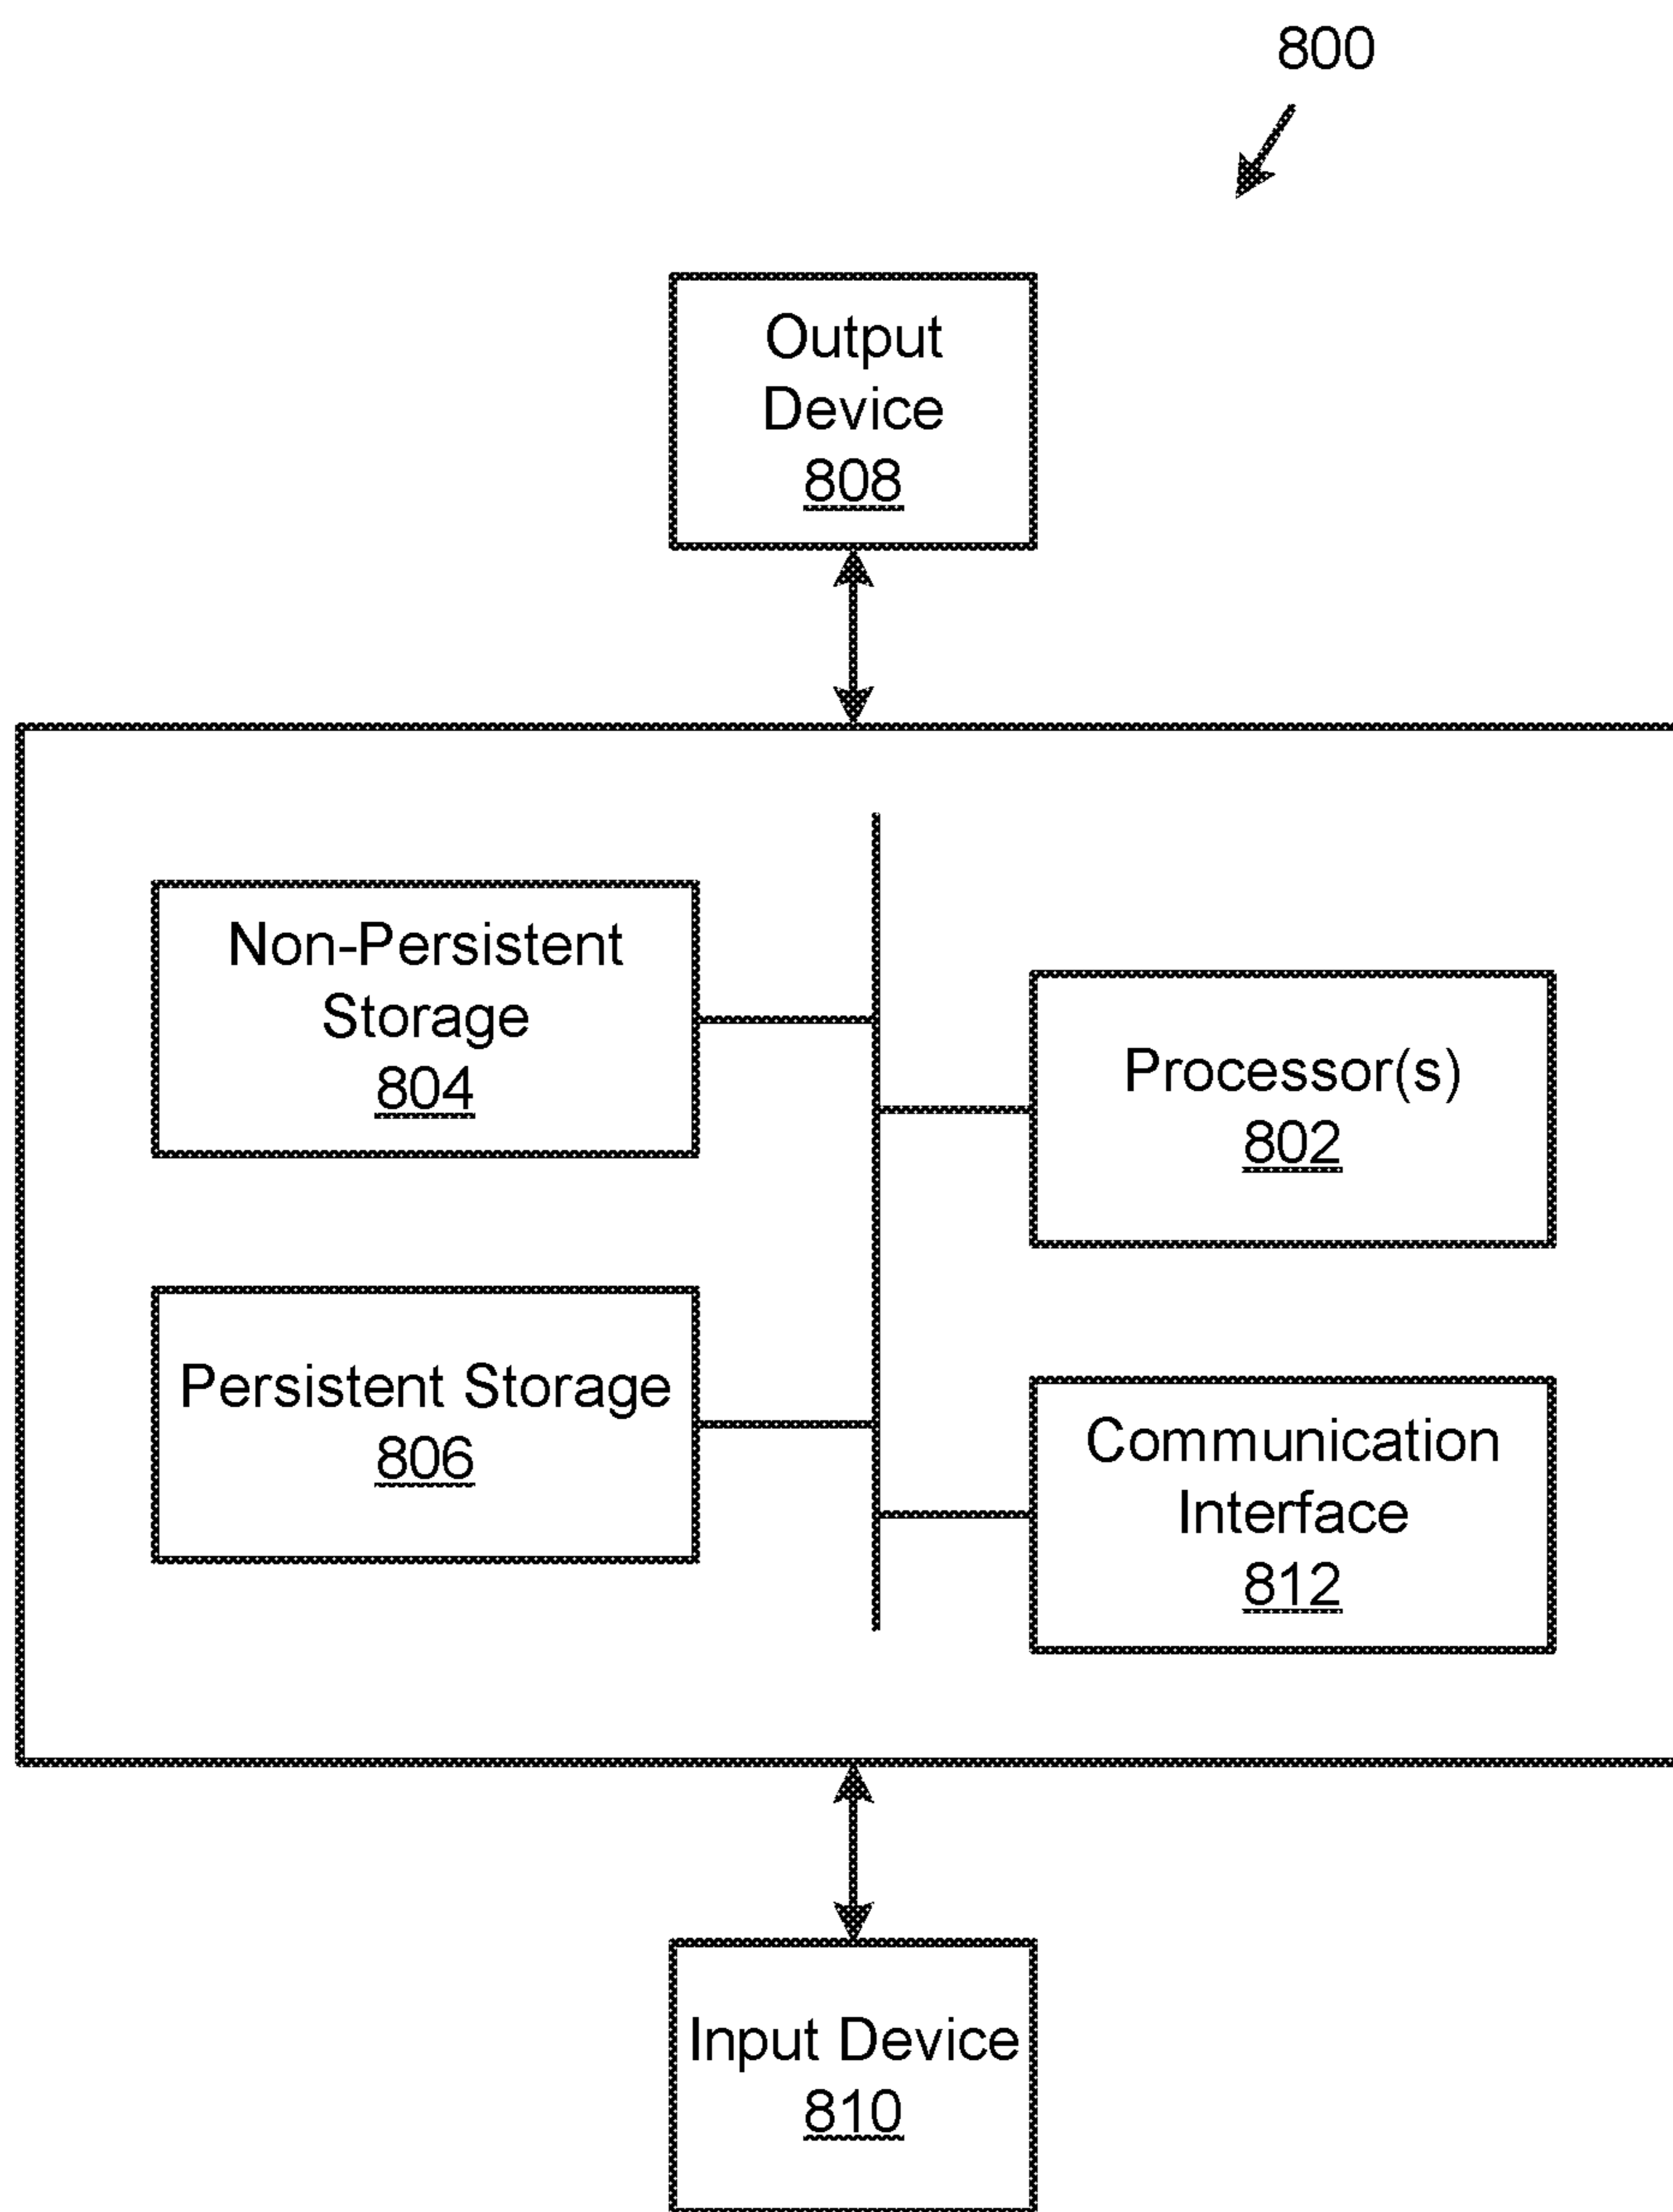 800
Output
Device
808
Non-Persistent
Storage
804
Processor(s)
802
Persistent Storage
806
Communication
Interface
812
Input Device
810